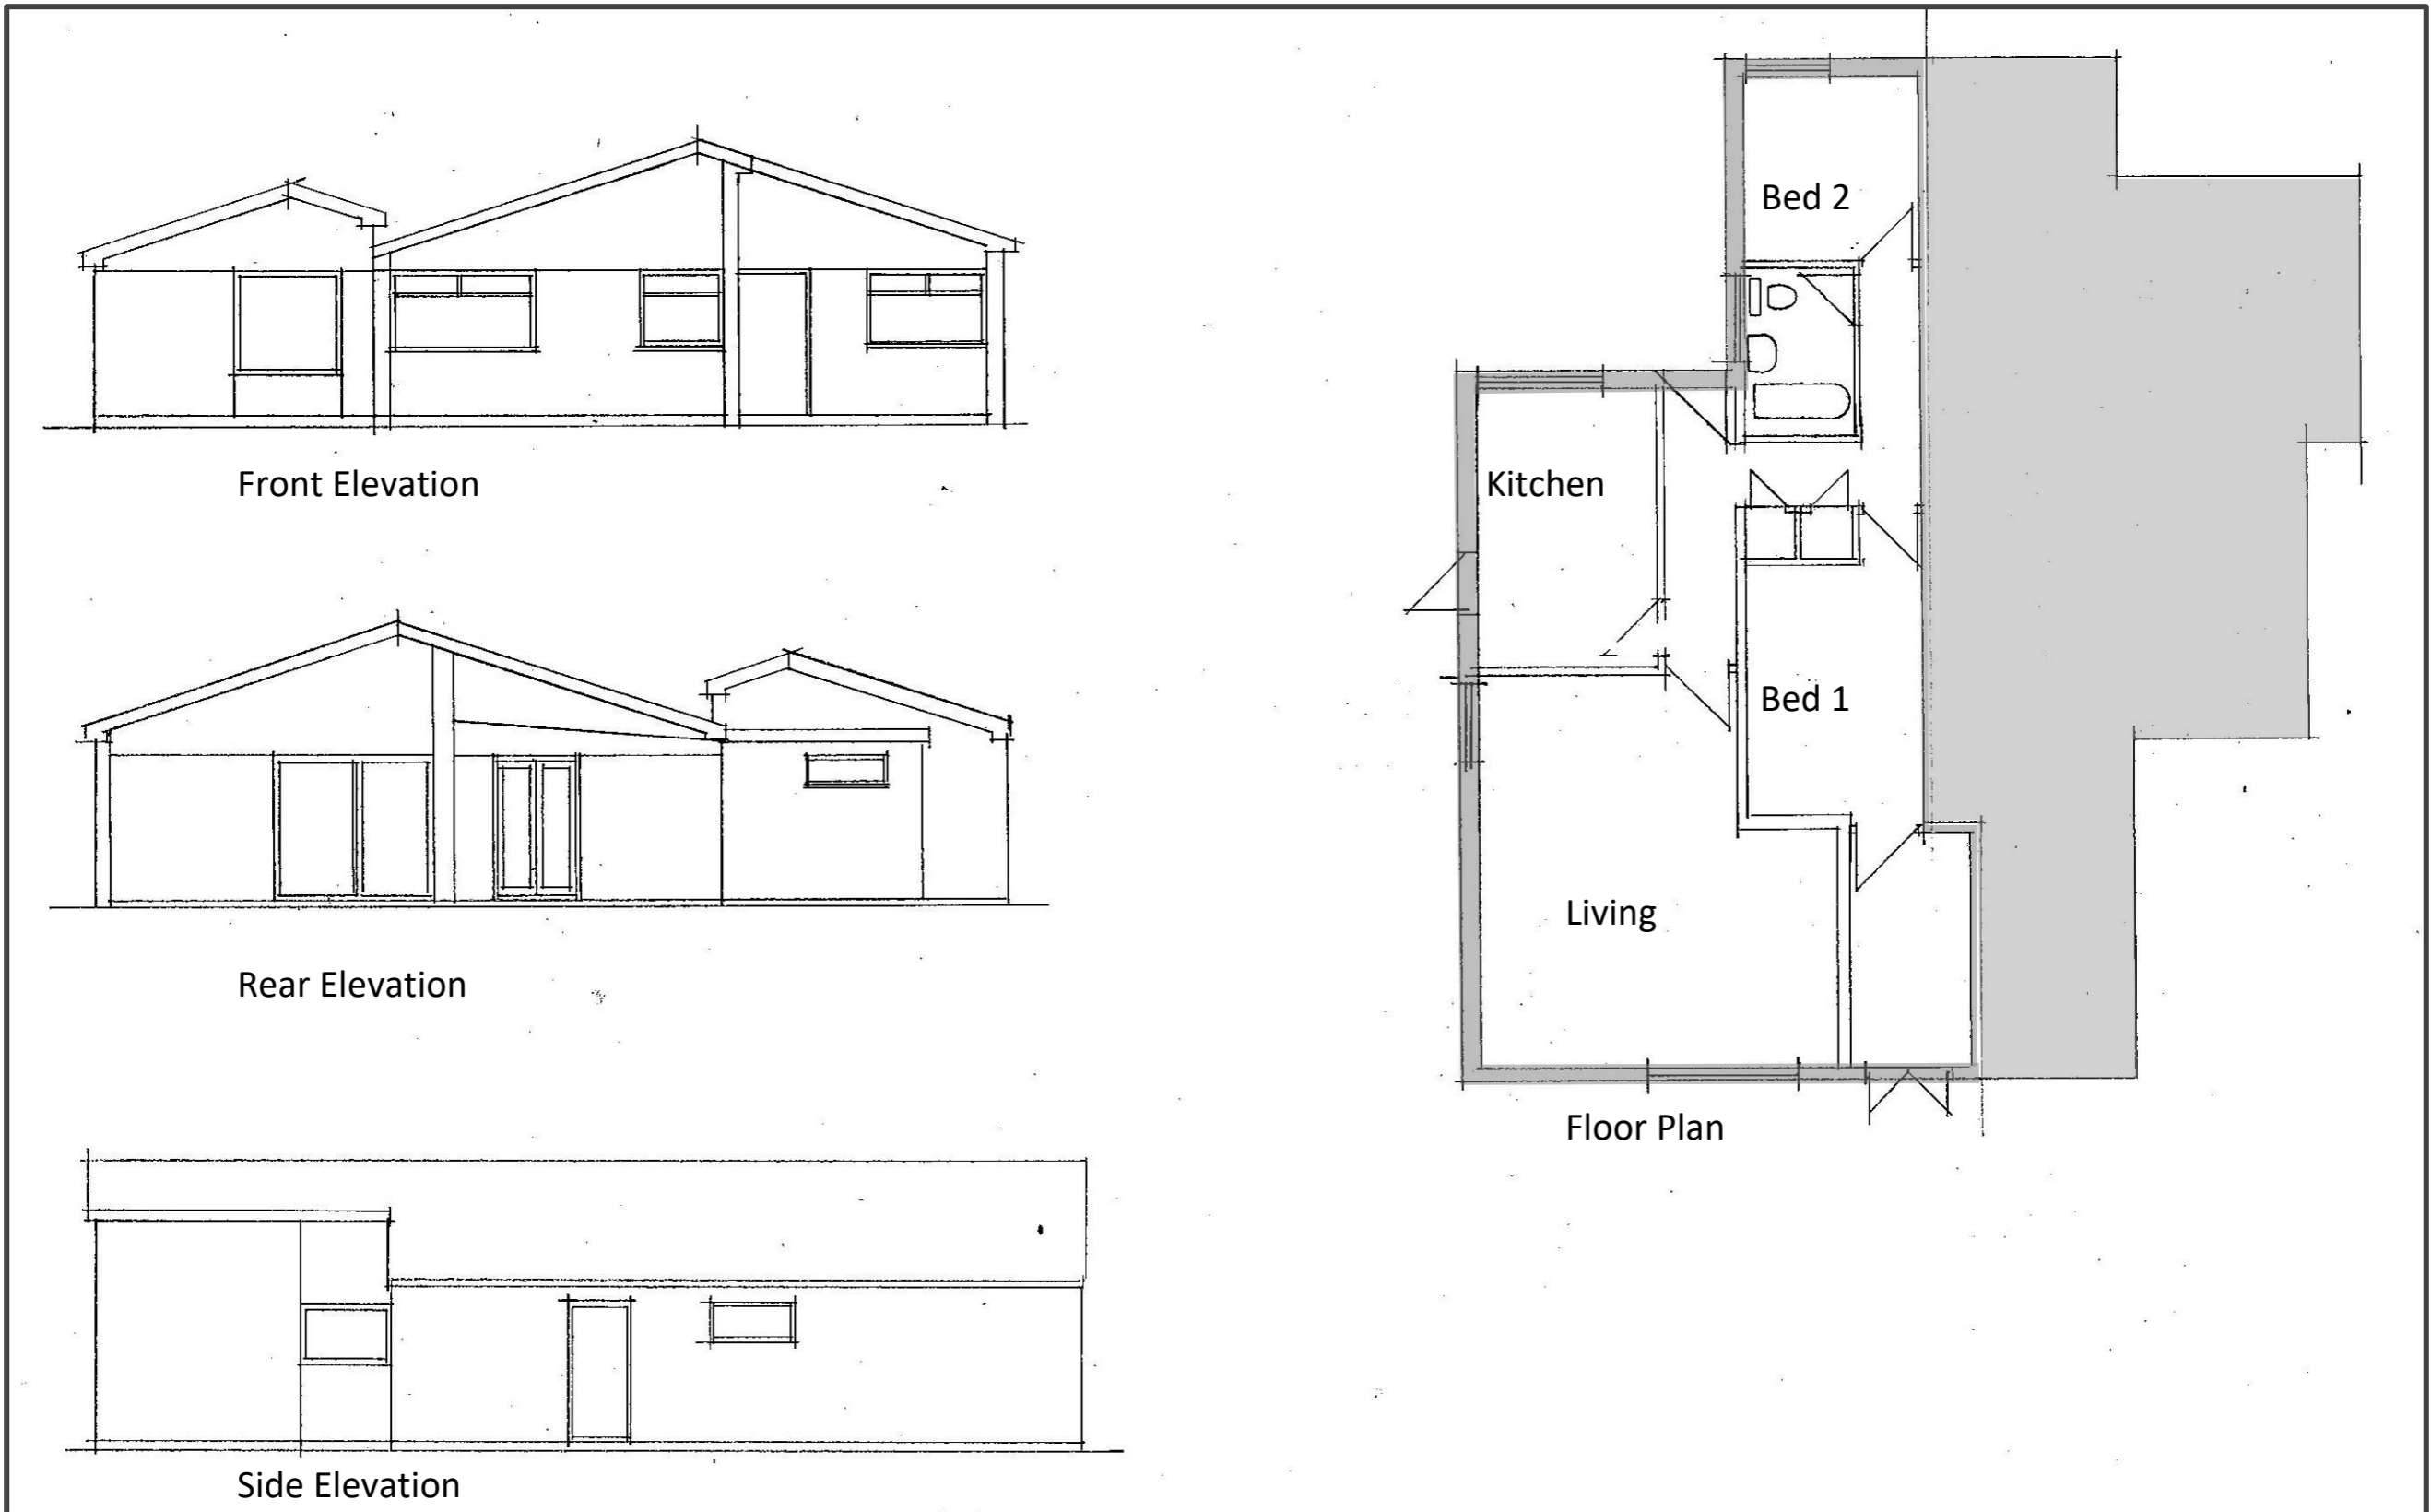 Front Elevation
Rear Elevation
Side Elevation
Bed 2
Kitchen
Bed 1
Living
Floor Plan